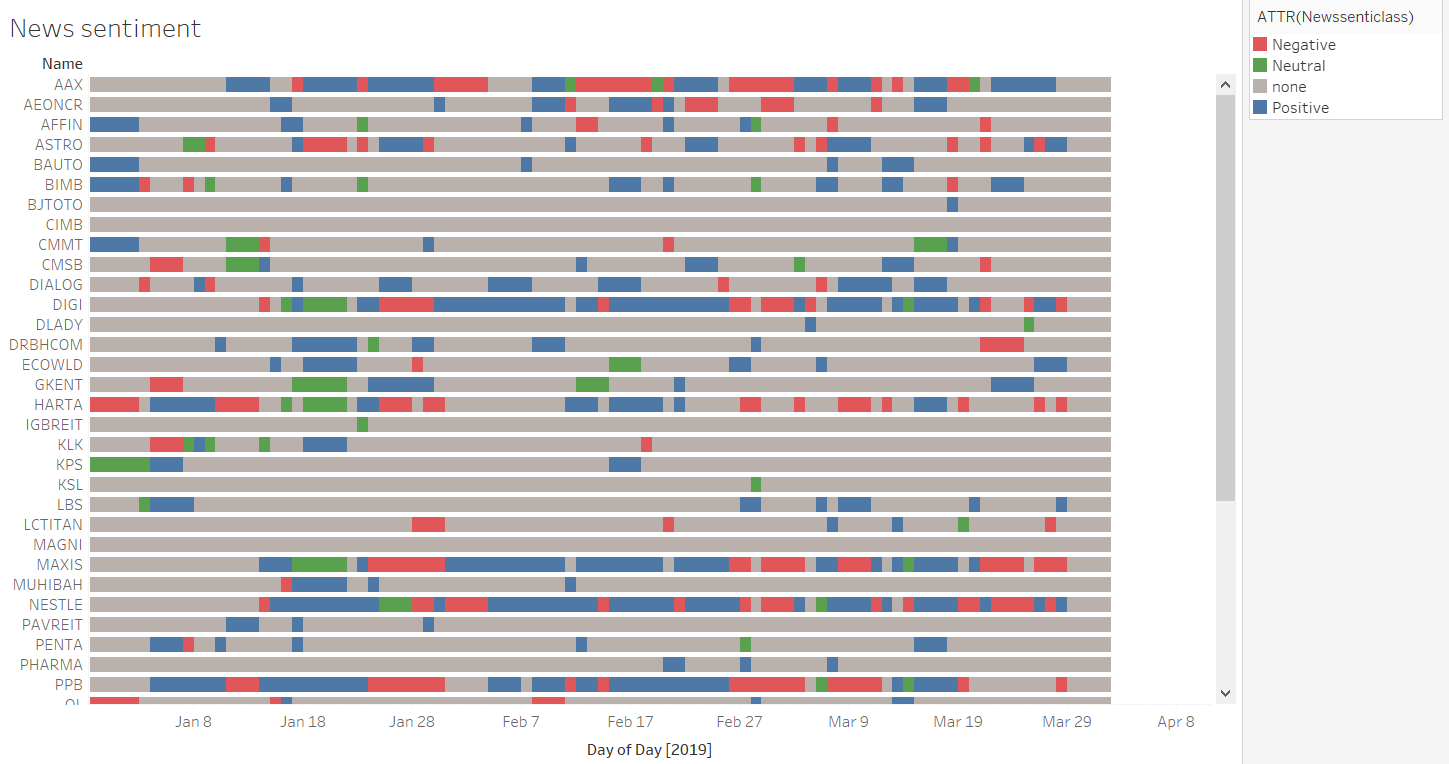 News sentiment
ATTR(Newssenticlass)
Negative
Neutral
none
Positive
Name
AAX
AEONCR
AFFIN
ASTRO
BAUTO
BIMB
BJTOTO
CIMB
CMMT
CMSB
DIALOG
DIGI
DLADY
DRBHCOM
ECOWLD
GKENT
HARTA
IGBREIT
KLK
KPS
KSL
LBS
LCTITAN
MAGNI
MAXIS
MUHIBAH
NESTLE
PAVREIT
PENTA
PHARMA
PPB
Jan 8 Jan 18 Jan 28 Feb 7 Feb 17 Feb 27 Mar 9 Mar 19 Mar 29 Apr 8
Day of Day [2019]